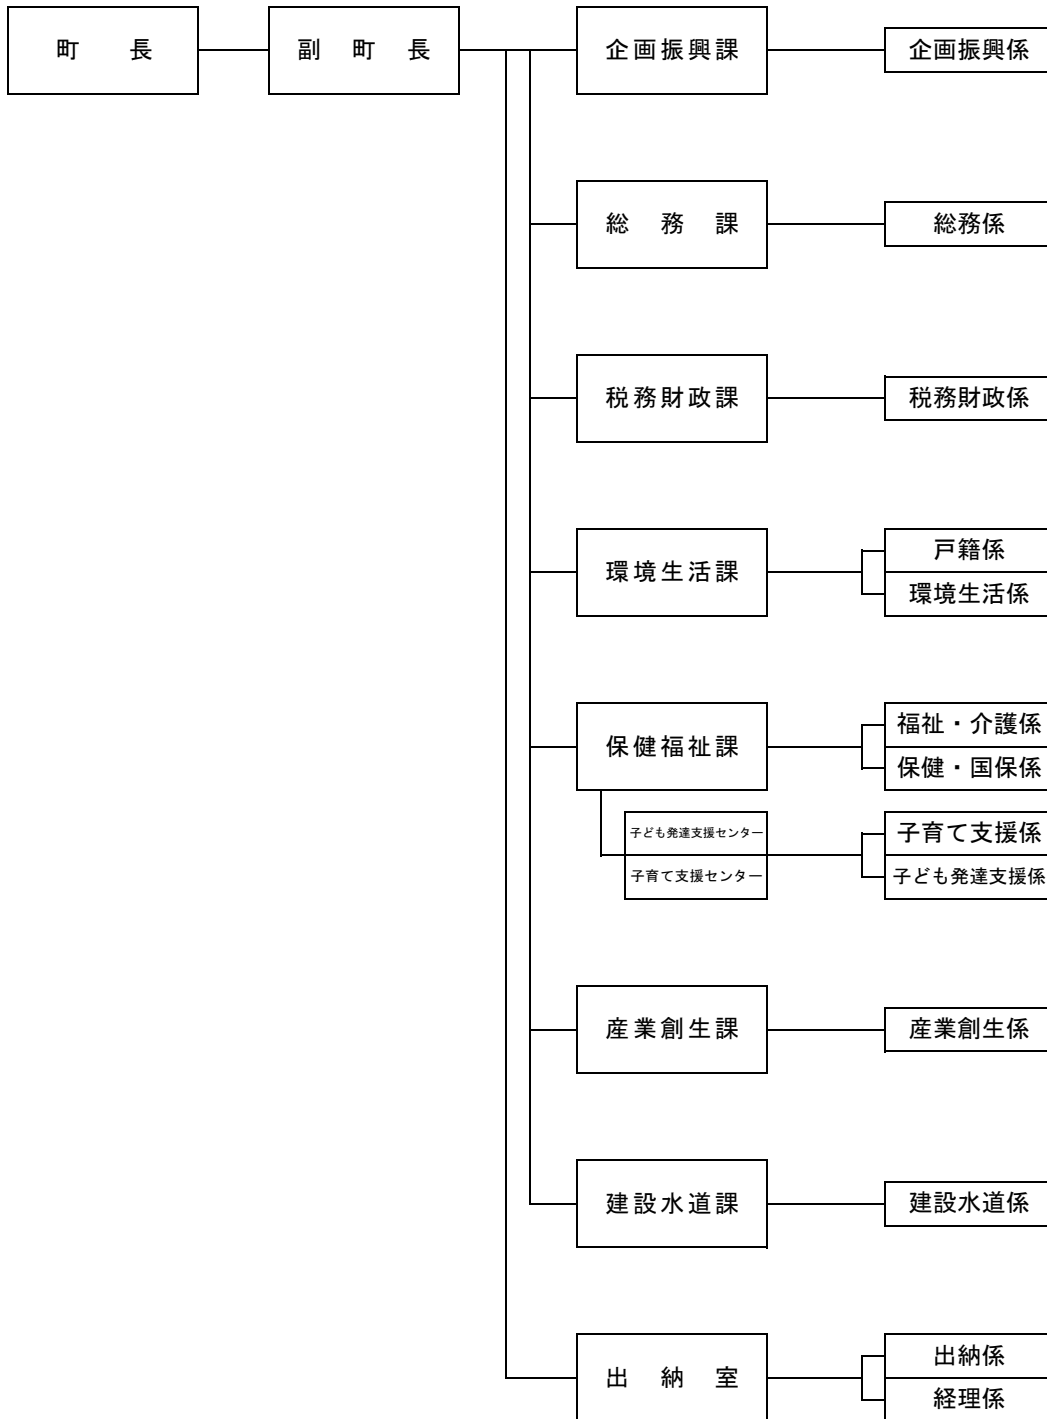 町長
副町長
企画振興課
企画振興係
総務課
総務係
税務財政課
税務財政係
環境生活課
戸籍係
環境生活係
保健福祉課
福祉・介護係
保健・国保係
子ども発達支援センター
子育て支援センター
子育て支援係
子ども発達支援係
産業創生課
産業創生係
建設水道課
建設水道係
出納室
出納係
経理係